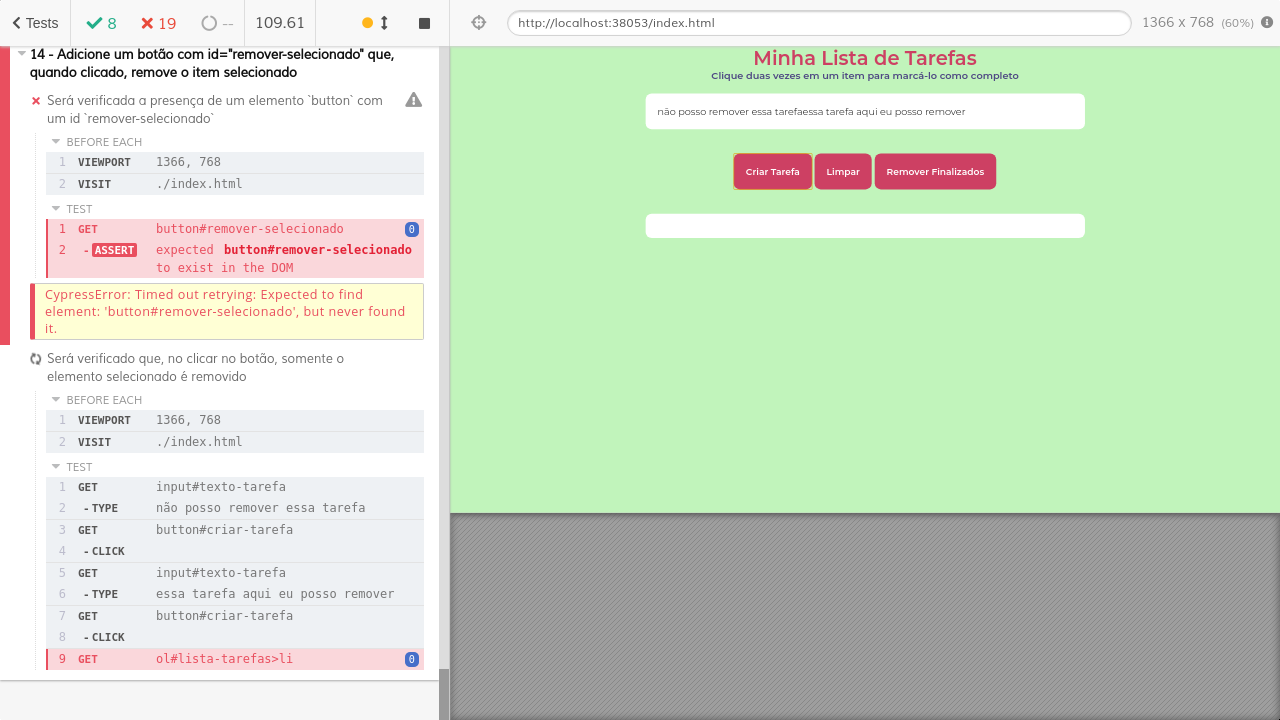 Tests
8
19
--
109.61
http://localhost:38053/index.html
1366 x 768 (60%)
14 - Adicione um botão com id="remover-selecionado" que,
quando clicado, remove o item selecionado
Será verificada a presença de um elemento `button` com
um id `remover-selecionado`
BEFORE EACH
1 VIEWPORT 1366, 768
2 VISIT ./index.html
TEST
1 GET button#remover-selecionado 0
2 -ASSERT expected button#remover-selecionado
to exist in the DOM
CypressError: Timed out retrying: Expected to find
element: 'button#remover-selecionado', but never found
it.
Será verificado que, no clicar no botão, somente o
elemento selecionado é removido
BEFORE EACH
1 VIEWPORT 1366, 768
2 VISIT ./index.html
TEST
1 GET input#texto-tarefa
2 -TYPE não posso remover essa tarefa
3 GET button#criar-tarefa
4 -CLICK
5 GET input#texto-tarefa
6 -TYPE essa tarefa aqui eu posso remover
7 GET button#criar-tarefa
8 -CLICK
9 GET ol#lista-tarefas>li 0
Minha Lista de Tarefas
Clique duas vezes em um item para marcá-lo como completo
não posso remover essa tarefaessa tarefa aqui eu posso remover
Criar Tarefa
Limpar
Remover Finalizados